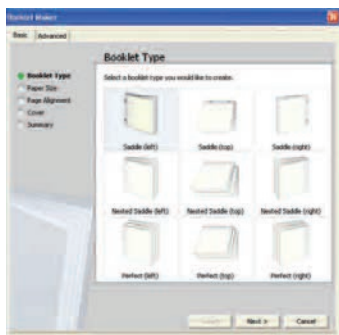 Booklet Maker
Basic Advanced
Booklet Type
Select a booklet type you would like to create.
Booklet Type
Paper Size
Page Alignment
Cover
Summary
Saddle (left) Saddle (top) Saddle (right)
Nested Saddle (left) Nested Saddle (top) Nested Saddle (right)
Perfect (left) Perfect (top) Perfect (right)
Next > Cancel